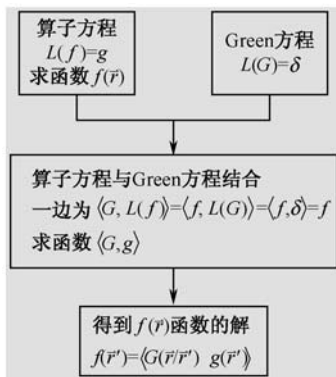 算子方程
L(f)=g
求函数 f(r⃗)
Green方程
L(G)=δ
算子方程与Green方程结合
一边为⟨G, L(f)⟩=⟨f, L(G)⟩=⟨f,δ⟩=f
求函数⟨G,g⟩
得到 f(r⃗)函数的解
f(r⃗′)=⟨G(r⃗/r⃗′) g(r⃗′)⟩